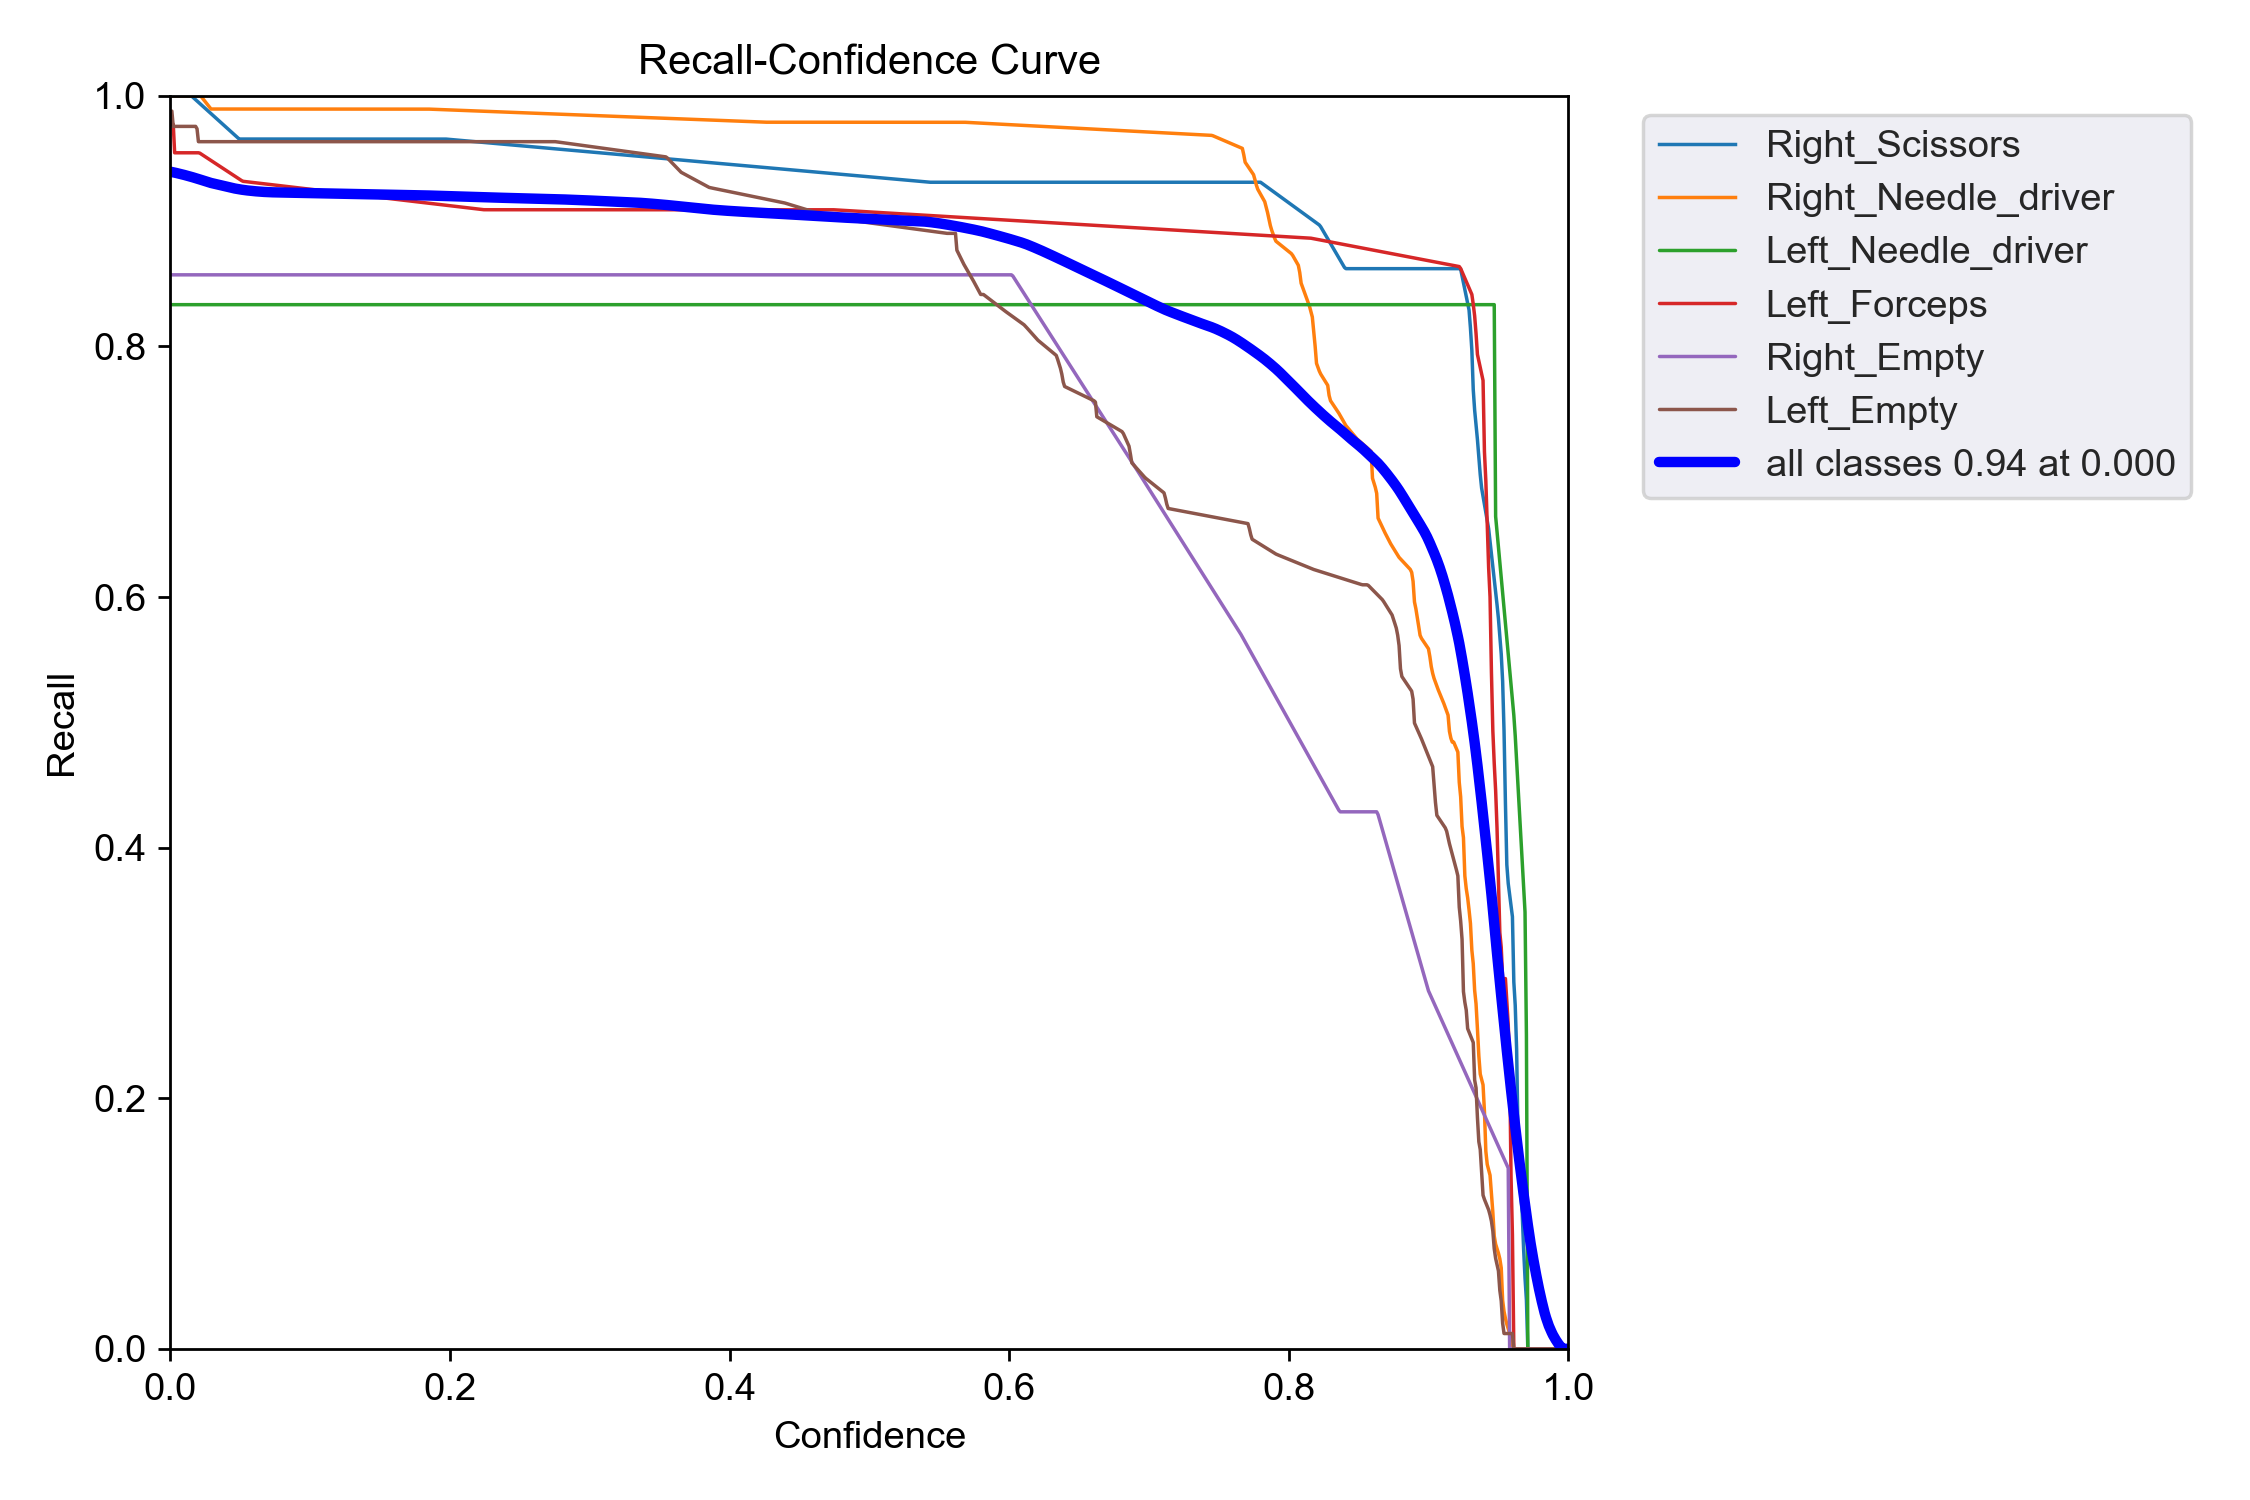 Recall-Confidence Curve
1.0
0.8
0.6
0.4
0.2
0.0
Recall
0.0 0.2 0.4 0.6 0.8 1.0
Confidence
Right_Scissors
Right_Needle_driver
Left_Needle_driver
Left_Forceps
Right_Empty
Left_Empty
all classes 0.94 at 0.000